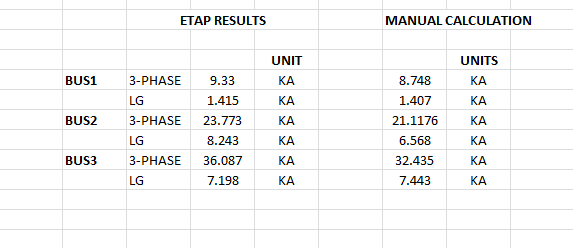 ETAP RESULTS MANUAL CALCULATION
UNIT UNITS
BUS1 3-PHASE 9.33 KA 8.748 KA
LG 1.415 KA 1.407 KA
BUS2 3-PHASE 23.773 KA 21.1176 KA
LG 8.243 KA 6.568 KA
BUS3 3-PHASE 36.087 KA 32.435 KA
LG 7.198 KA 7.443 KA